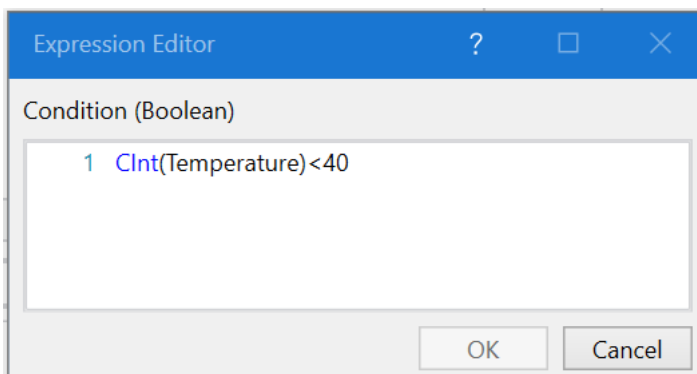 Expression Editor ?
Condition (Boolean)
1 CInt(Temperature)<40
OK Cancel